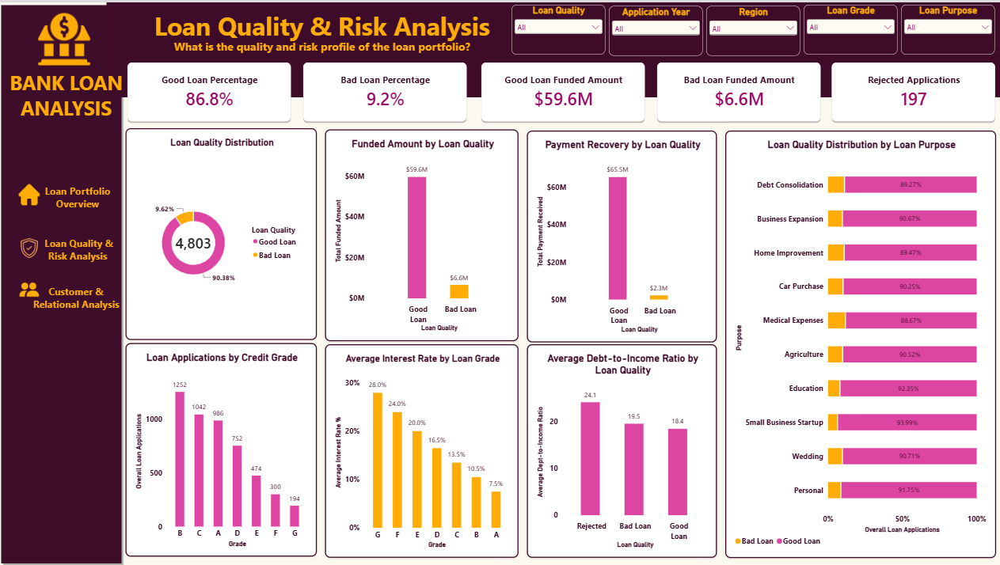 BANK LOAN
ANALYSIS
Loan Portfolio
Overview
Loan Quality &
Risk Analysis
Customer &
Relational Analysis
Loan Quality & Risk Analysis
What is the quality and risk profile of the loan portfolio?
Loan Quality
All
Application Year
All
Region
All
Loan Grade
All
Loan Purpose
All
Good Loan Percentage
86.8%
Bad Loan Percentage
9.2%
Good Loan Funded Amount
$59.6M
Bad Loan Funded Amount
$6.6M
Rejected Applications
197
Loan Quality Distribution
9.62%
4,803
90.38%
Loan Quality
Good Loan
Bad Loan
Funded Amount by Loan Quality
Total Funded Amount
$60M
$40M
$20M
$0M
$59.6M
$6.6M
Good
Loan
Bad Loan
Loan Quality
Payment Recovery by Loan Quality
Total Payment Received
$60M
$40M
$20M
$0M
$65.5M
$2.3M
Good
Loan
Bad Loan
Loan Quality
Loan Quality Distribution by Loan Purpose
Purpose
Debt Consolidation 89.27%
Business Expansion 90.67%
Home Improvement 89.47%
Car Purchase 90.25%
Medical Expenses 88.67%
Agriculture 90.52%
Education 92.35%
Small Business Startup 93.99%
Wedding 90.71%
Personal 91.75%
0% 50% 100%
Overall Loan Applications
Bad Loan Good Loan
Loan Applications by Credit Grade
Overall Loan Applications
1000
500
0
1252
1042
986
752
474
300
194
B C A D E F G
Grade
Average Interest Rate by Loan Grade
Average Interest Rate %
30%
20%
10%
0%
28.0%
24.0%
20.0%
16.5%
13.5%
10.5%
7.5%
G F E D C B A
Grade
Average Debt-to-Income Ratio by
Loan Quality
Average Dept-to-Income Ratio
20
10
0
24.1
19.5
18.4
Rejected
Bad Loan
Good
Loan
Loan Quality